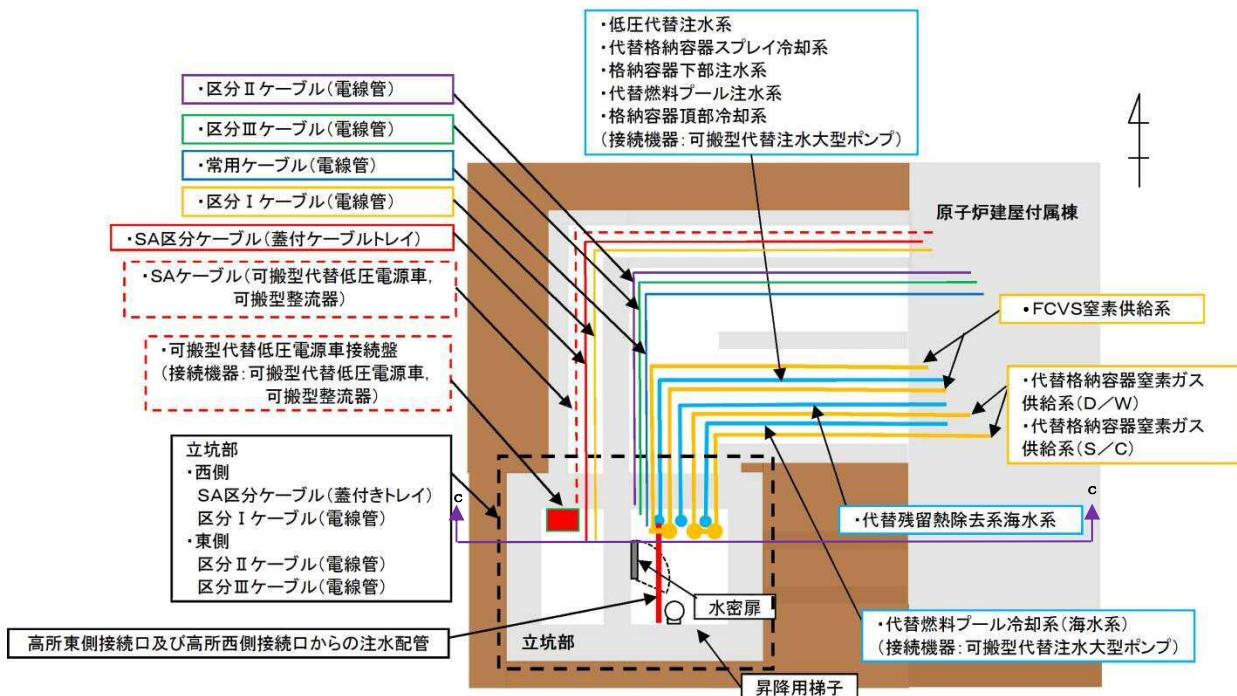 ・低圧代替注水系
・代替格納容器スプレイ冷却系
・格納容器下部注水系
・代替燃料プール注水系
・格納容器頂部冷却系
(接続機器:可搬型代替注水大型ポンプ)
・区分Ⅱケーブル(電線管)
・区分Ⅲケーブル(電線管)
・常用ケーブル(電線管)
・区分Ⅰケーブル(電線管)
・SA区分ケーブル(蓋付ケーブルトレイ)
・SAケーブル(可搬型代替低圧電源車,
可搬型整流器)
・可搬型代替低圧電源車接続盤
(接続機器:可搬型代替低圧電源車,
可搬型整流器)
立坑部
・西側
SA区分ケーブル(蓋付きトレイ)
区分Ⅰケーブル(電線管)
・東側
区分Ⅱケーブル(電線管)
区分Ⅲケーブル(電線管)
高所東側接続口及び高所西側接続口からの注水配管
原子炉建屋付属棟
•FCVS窒素供給系
・代替格納容器窒素ガス
供給系(D/W)
・代替格納容器窒素ガス
供給系(S/C)
C
C
・代替残留熱除去系海水系
水密扉
・代替燃料プール冷却系(海水系)
(接続機器:可搬型代替注水大型ポンプ)
立坑部
昇降用梯子